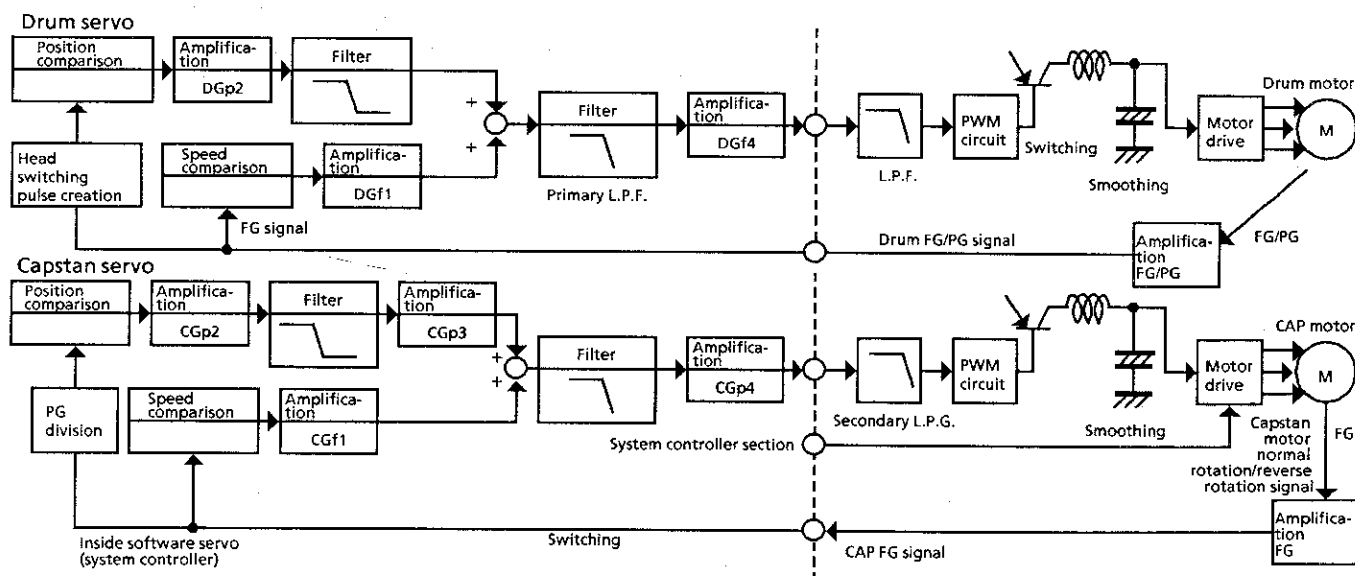 Drum servo
Position
comparison
Amplifica-
tion
DGp2
Filter
+
+
Filter
Primary L.P.F.
Amplifica-
tion
DGf4
L.P.F.
PWM
circuit
Switching
Smoothing
Motor
drive
Drum motor
M
Head
switching
pulse creation
Speed
comparison
Amplifica-
tion
DGf1
FG signal
Drum FG/PG signal
Amplifica-
tion
FG/PG
FG/PG
Capstan servo
Position
comparison
Amplifica-
tion
CGp2
Filter
Amplifica-
tion
CGp3
+
+
Filter
Amplifica-
tion
CGp4
Secondary L.P.G.
PWM
circuit
Smoothing
Motor
drive
CAP motor
M
PG
division
Speed
comparison
Amplifica-
tion
CGf1
System controller section
Capstan
motor
normal
rotation/reverse
rotation signal
FG
Inside software servo
(system controller)
Switching
CAP FG signal
Amplifica-
tion
FG